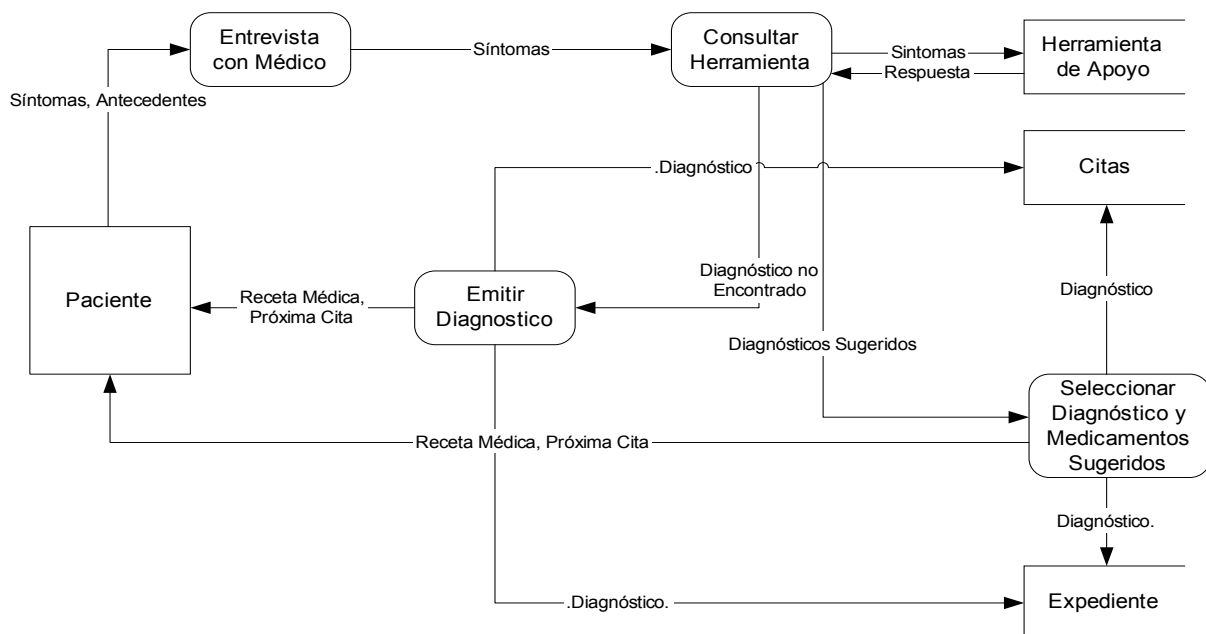 Entrevista
con Médico
Síntomas
Consultar
Herramienta
Sintomas
Respuesta
Herramienta
de Apoyo
Síntomas, Antecedentes
.Diagnóstico
Citas
Paciente
Receta Médica,
Próxima Cita
Emitir
Diagnostico
Diagnóstico no
Encontrado
Diagnóstico
Diagnósticos Sugeridos
Seleccionar
Diagnóstico y
Medicamentos
Sugeridos
Receta Médica, Próxima Cita
Diagnóstico.
.Diagnóstico.
Expediente